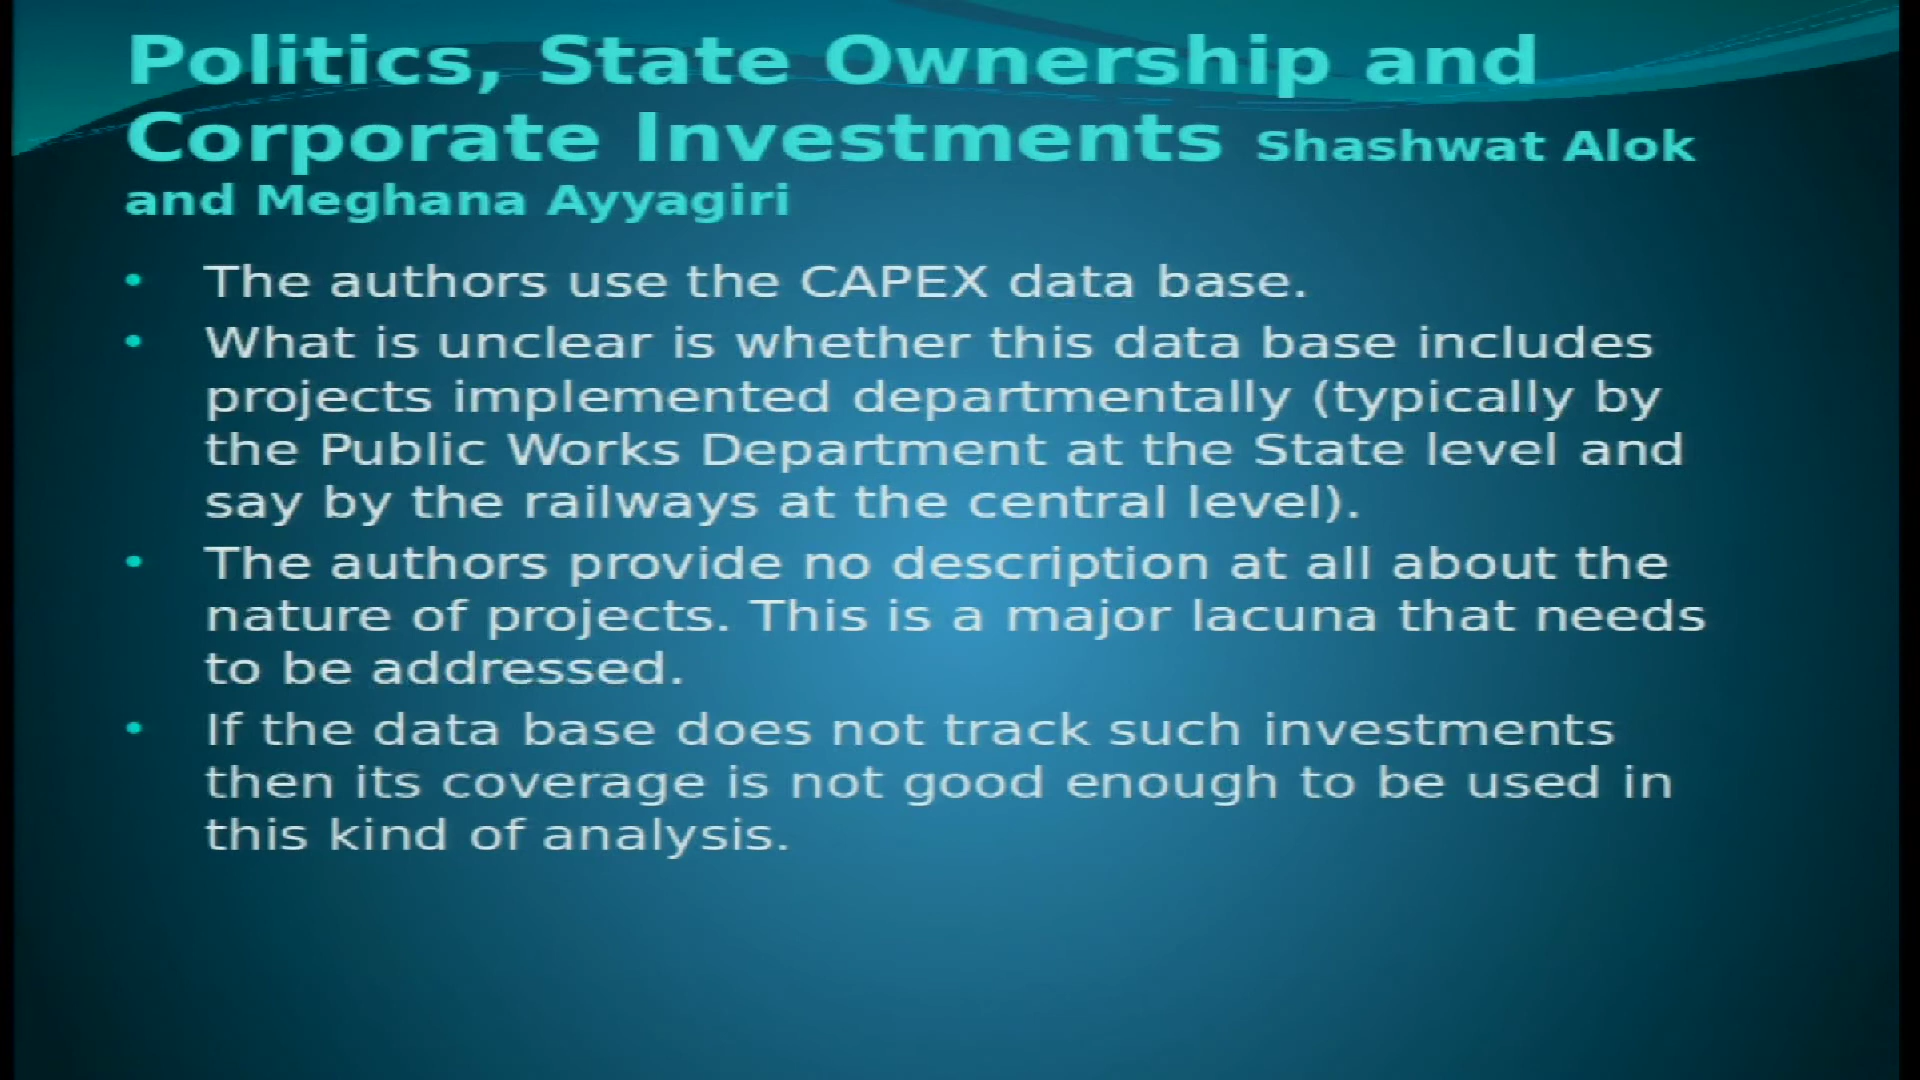 Politics, State Ownership and
Corporate Investments Shashwat Alok
and Meghana Ayyagiri
• The authors use the CAPEX data base.
• What is unclear is whether this data base includes
projects implemented departmentally (typically by
the Public Works Department at the State level and
say by the railways at the central level).
• The authors provide no description at all about the
nature of projects. This is a major lacuna that needs
to be addressed.
• If the data base does not track such investments
then its coverage is not good enough to be used in
this kind of analysis.